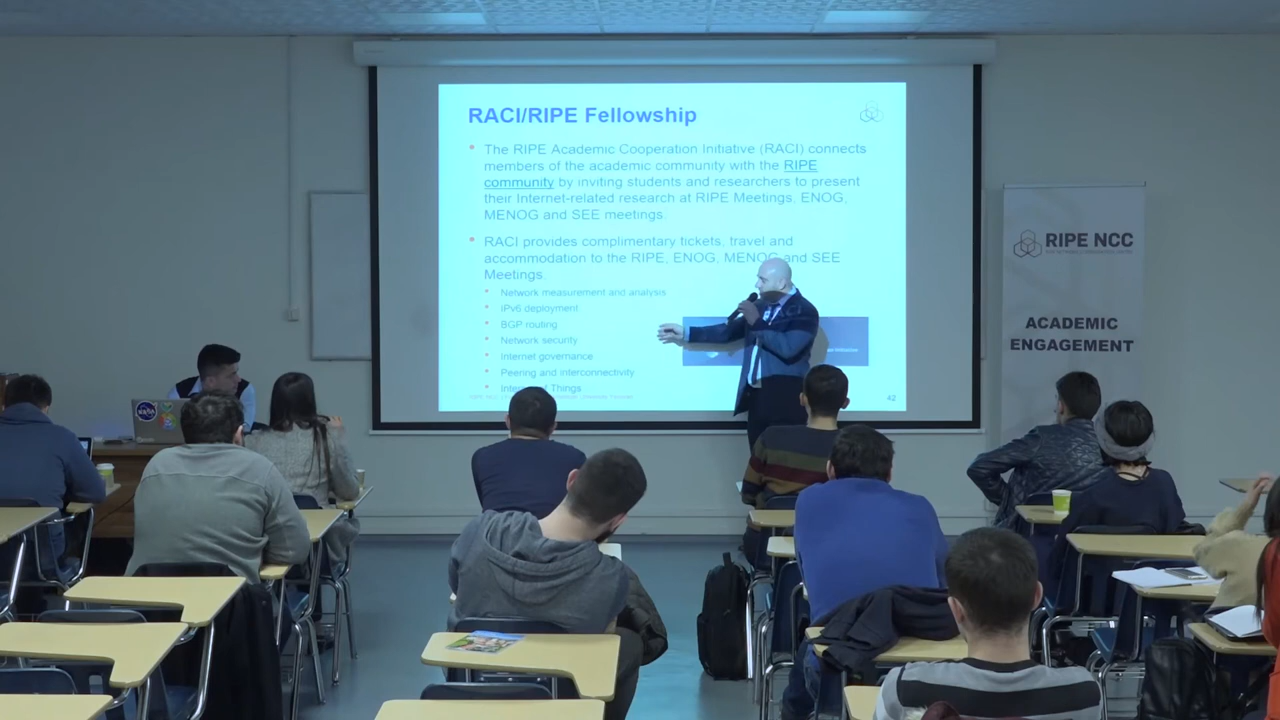 RACI/RIPE Fellowship
The RIPE Academic Cooperation Initiative (RACI) connects
members of the academic community with the RIPE
community by inviting students and researchers to present
their Internet-related research at RIPE Meetings, ENOG,
MENOG and SEE meetings.
RACI provides complimentary tickets, travel and
accommodation to the RIPE, ENOG, MENOG and SEE
Meetings.
Network measurement and analysis
iPv6 deployment
BGP routing
Network security
Internet governance
Peering and interconnectivity
Internet of Things
42
RIPE NCC
ACADEMIC
ENGAGEMENT
NASA